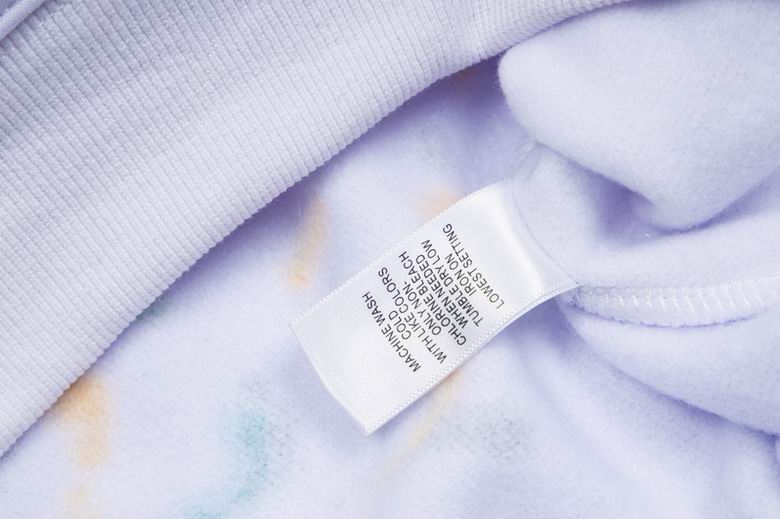 MACHINE WASH
COLD
WITH LIKE COLORS
ONLY NON-
CHLORINE BLEACH
WHEN NEEDED
TUMBLE DRY LOW
IRON ON
LOWEST SETTING